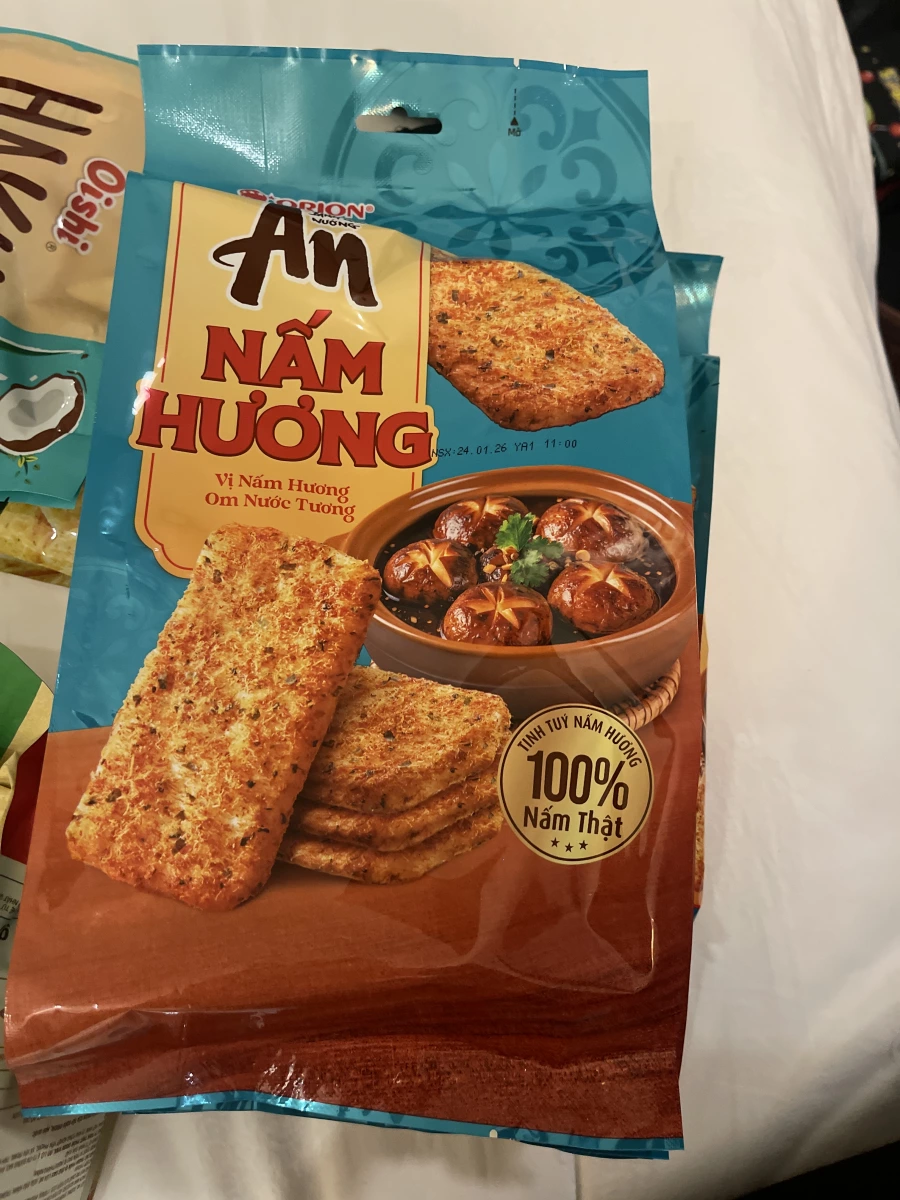 Mở
ORION®
NƯỚNG
An
NẤM
HƯƠNG
Vị Nấm Hương
Om Nước Tương
NSX:24.01.26 YA1 11:00
TINH TUÝ NẤM HƯƠNG
100%
Nấm Thật
Oishi®